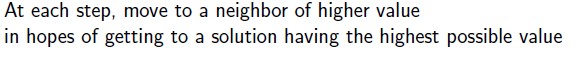 At each step, move to a neighbor of higher value
in hopes of getting to a solution having the highest possible value